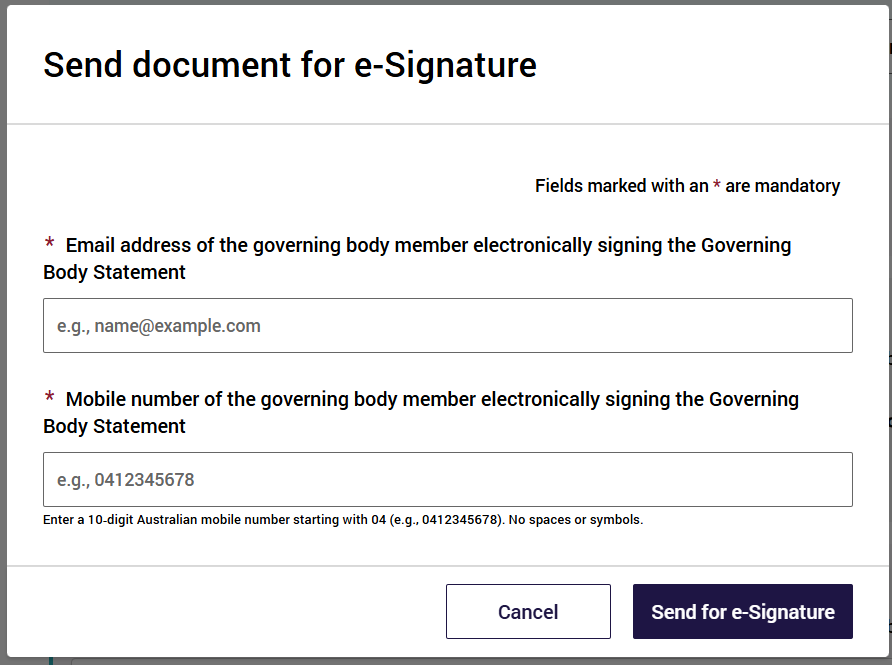 Send document for e-Signature
Fields marked with an * are mandatory
* Email address of the governing body member electronically signing the Governing
Body Statement
e.g., name@example.com
* Mobile number of the governing body member electronically signing the Governing
Body Statement
e.g., 0412345678
Enter a 10-digit Australian mobile number starting with 04 (e.g., 0412345678). No spaces or symbols.
Cancel
Send for e-Signature